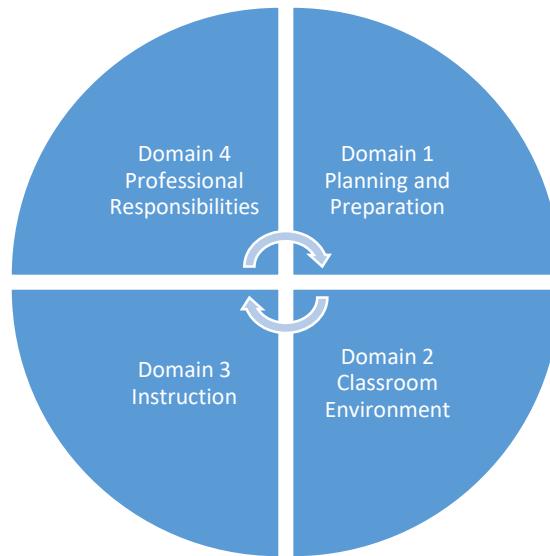 Domain 4
Professional
Responsibilities
Domain 1
Planning and
Preparation
Domain 3
Instruction
Domain 2
Classroom
Environment